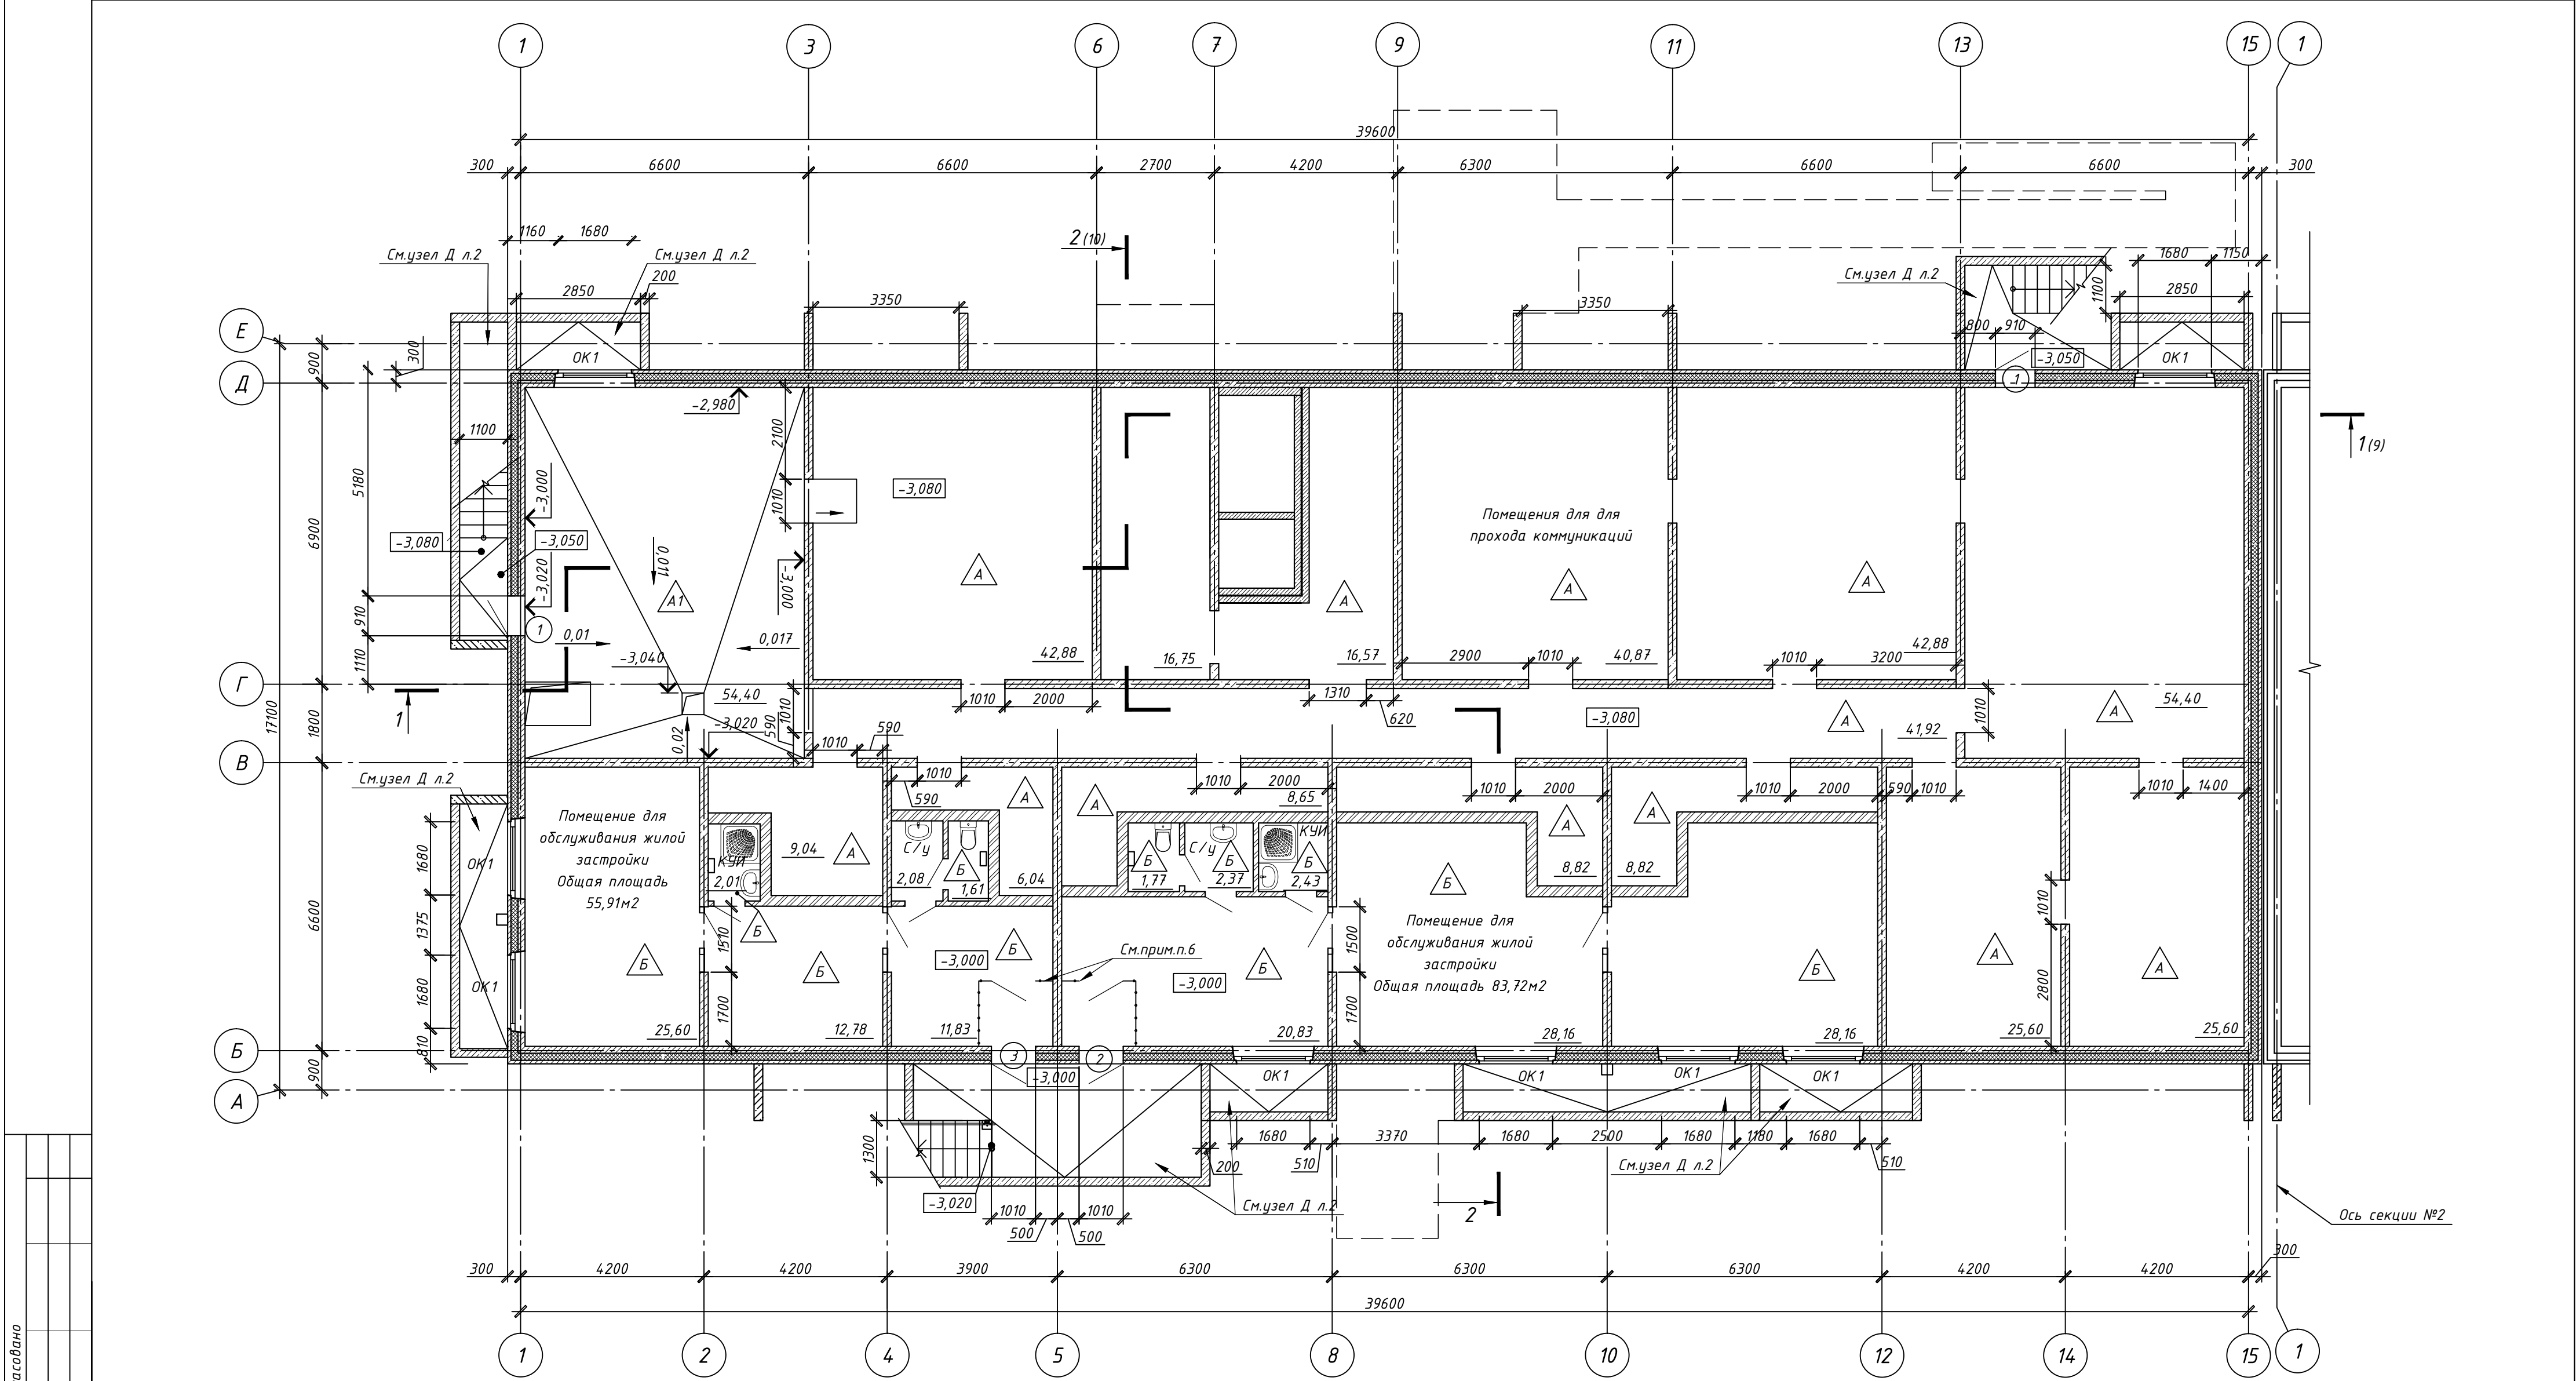 1 3 6 7 9 11 13 15 1
39600
300 6600 6600 2700 4200 6300 6600 6600 300
1160 1680
2 (10)
См.узел Д л.2
См.узел Д л.2
200
2850
3350
3350
См.узел Д л.2
1680 1150
2850
1100
800 910
Е
ОК1
-3,050
ОК1
900
300
Д
1
-2,980
2100
1100
1 (9)
5180
-3,000
-3,080
1010
6900
Помещения для для
прохода коммуникаций
-3,080
-3,050
0,011
-3,020
-3,000
А1
А
А
А
А
910
1
0,01
0,017
1110
-3,040
42,88
16,75
16,57
2900 1010
40,87
1010 3200
42,88
Г
54,40
1010 2000
1310
620
-3,080
А
А
54,40
1
17100
1800
0,02
-3,020
590
1010
1010
590
41,92
1010
В
См.узел Д л.2
1010
590
1010 2000
8,65
1010 2000
1010 2000
590 1010
1010 1400
Помещение для
обслуживания жилой
застройки
Общая площадь
55,91м2
КУИ
2,01
9,04
А
С/у
2,08
Б
1,61
А
6,04
А
Б
1,77
С/у
Б
2,37
КУИ
Б
2,43
А
8,82
А
8,82
ОК1
1680
6600
1375
1010
Б
Помещение для
обслуживания жилой
застройки
Общая площадь 83,72м2
1510
Б
Б
Б
Б
-3,000
См.прим.п.6
Б
-3,000
1500
Б
А
А
ОК1
1680
1700
1700
2800
25,60
12,78
11,83
20,83
28,16
28,16
25,60
25,60
Б
810
3
2
-3,000
900
А
ОК1
ОК1
ОК1
ОК1
1300
1680 3370 1680 2500 1680 1180 1680
200
510
См.узел Д л.2
510
-3,020
См.узел Д л.2
2
1010 1010
500 500
Ось секции №2
300 4200 4200 3900 6300 6300 6300 4200 4200 300
39600
1 2 4 5 8 10 12 14 15 1